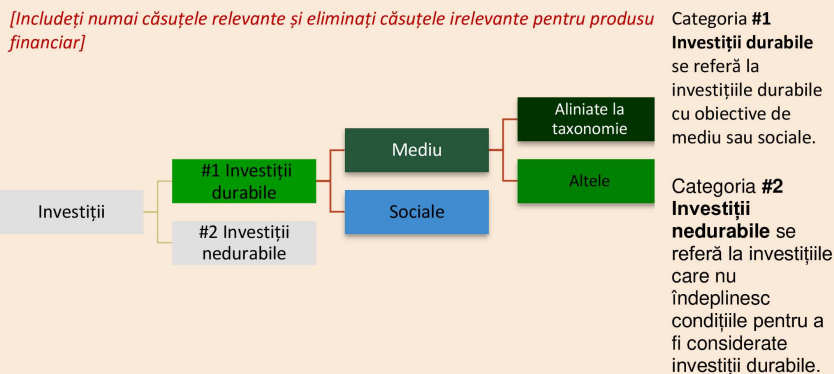 [Includeți numai căsuțele relevante și eliminați căsuțele irelevante pentru produsu
financiar]
Investiții
#1 Investiții
durabile
#2 Investiții
nedurabile
Mediu
Sociale
Aliniate la
taxonomie
Altele
Categoria #1
Investiții durabile
se referă la
investițiile durabile
cu obiective de
mediu sau sociale.
Categoria #2
Investiții
nedurabile se
referă la investițiile
care nu
îndeplinesc
condițiile pentru a
fi considerate
investiții durabile.